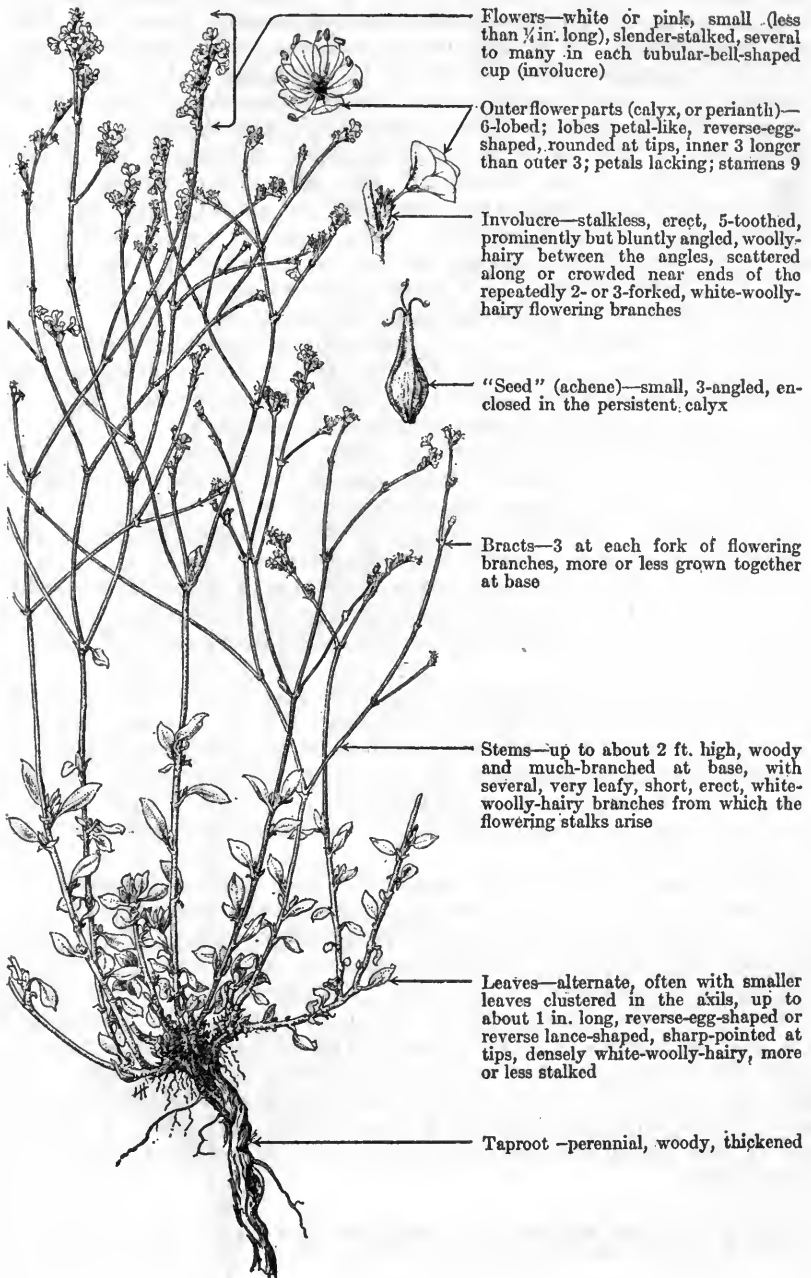 Flowers—white or pink, small (less
than ¼ in. long), slender-stalked, several
to many in each tubular-bell-shaped
cup (involucre)
Outer flower parts (calyx, or perianth)—
6-lobed; lobes petal-like, reverse-egg-
shaped, rounded at tips, inner 3 longer
than outer 3; petals lacking; stamens 9
Involucre—stalkless, erect, 5-toothed,
prominently but bluntly angled, woolly-
hairy between the angles, scattered
along or crowded near ends of the
repeatedly 2- or 3-forked, white-woolly-
hairy flowering branches
"Seed" (achene)—small, 3-angled, en-
closed in the persistent calyx
Bracts—3 at each fork of flowering
branches, more or less grown together
at base
Stems—up to about 2 ft. high, woody
and much-branched at base, with
several, very leafy, short, erect, white-
woolly-hairy branches from which the
flowering stalks arise
Leaves—alternate, often with smaller
leaves clustered in the axils, up to
about 1 in. long, reverse-egg-shaped or
reverse lance-shaped, sharp-pointed at
tips, densely white-woolly-hairy, more
or less stalked
Taproot—perennial, woody, thickened